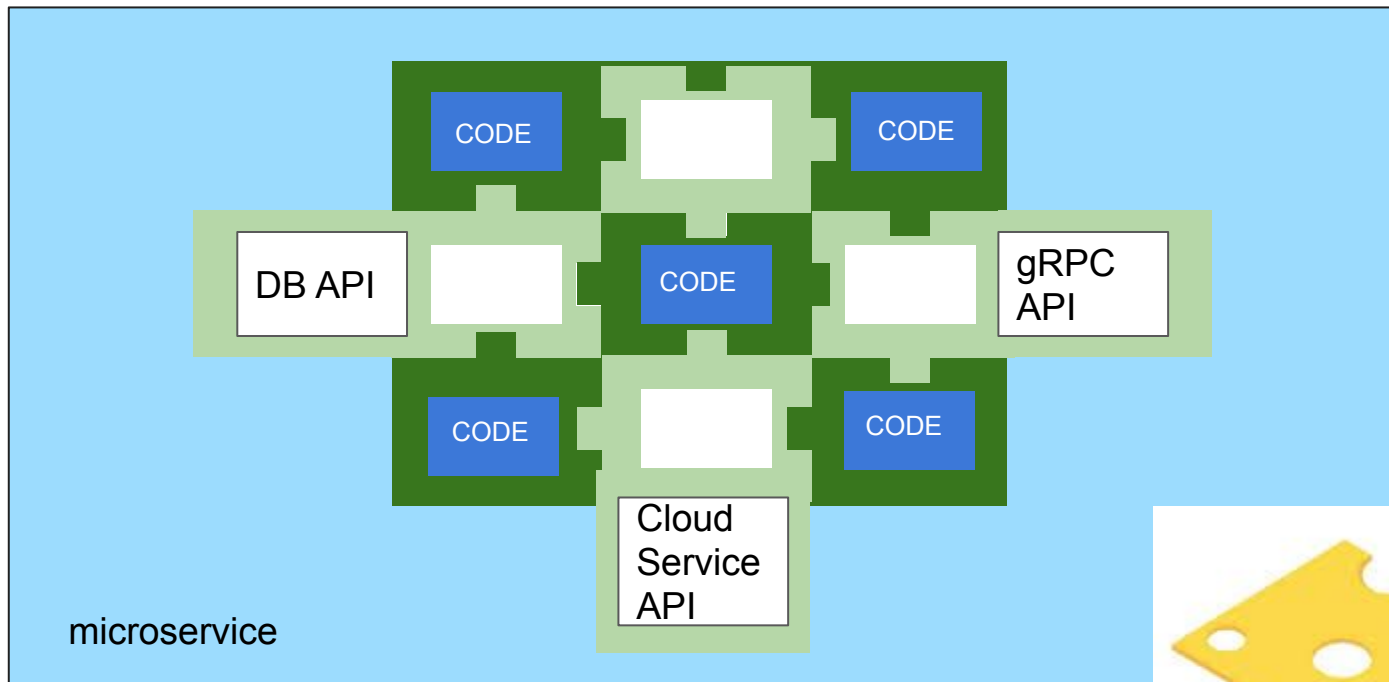 CODE
CODE
DB API
CODE
gRPC
API
CODE
CODE
Cloud
Service
API
microservice